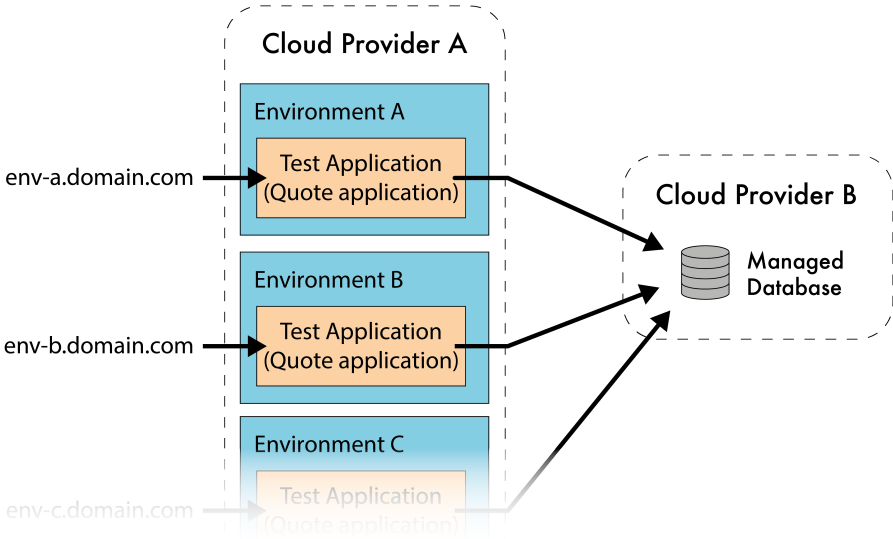 Cloud Provider A
Environment A
env-a.domain.com
Test Application
(Quote application)
Cloud Provider B
Managed
Database
Environment B
env-b.domain.com
Test Application
(Quote application)
Environment C
env-c.domain.com
Test Application
(Quote application)